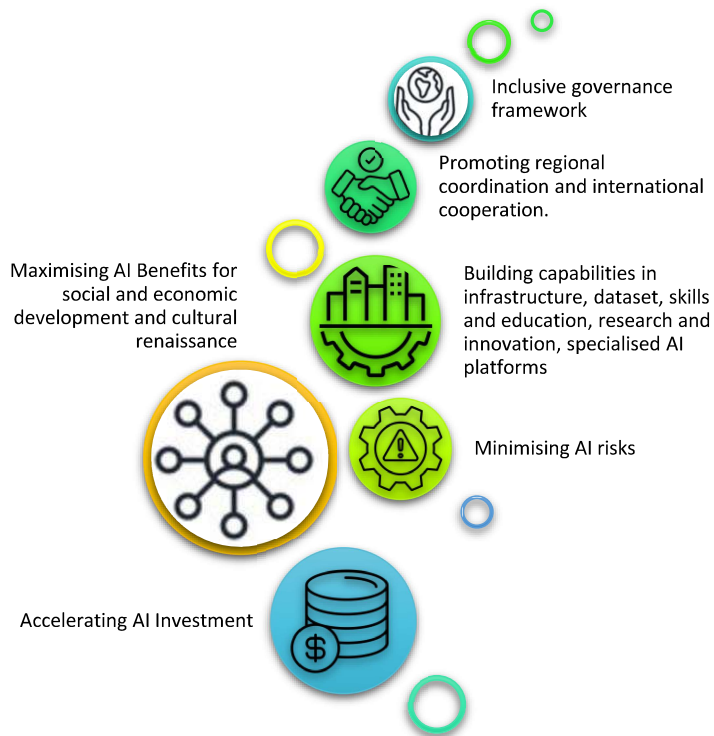 Inclusive governance
framework
Promoting regional
coordination and international
cooperation.
Maximising AI Benefits for
social and economic
development and cultural
renaissance
Building capabilities in
infrastructure, dataset, skills
and education, research and
innovation, specialised AI
platforms
Minimising AI risks
Accelerating AI Investment
$